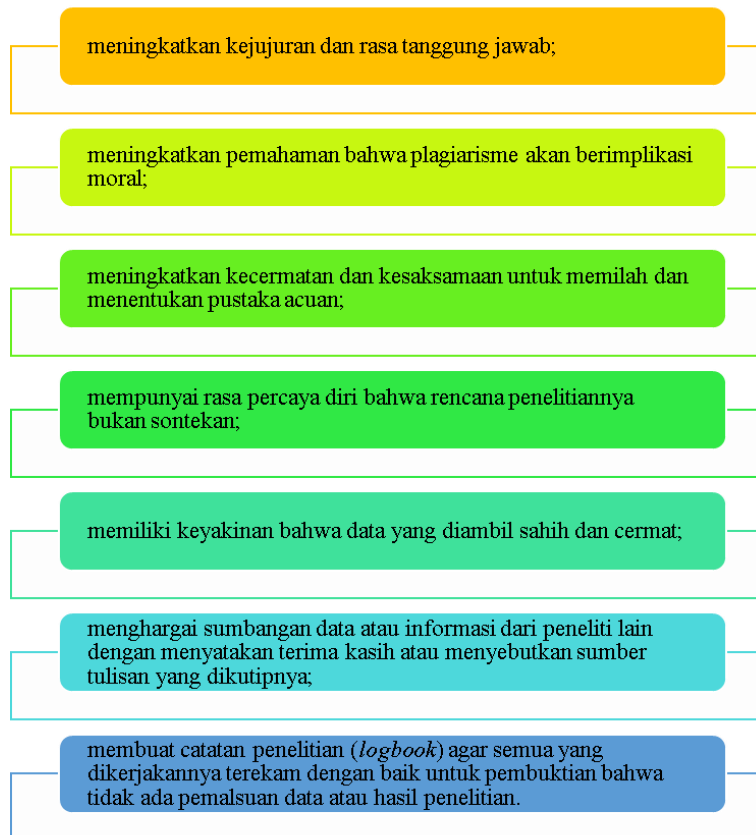 meningkatkan kejujuran dan rasa tanggung jawab;
meningkatkan pemahaman bahwa plagiarisme akan berimplikasi
moral;
meningkatkan kecermatan dan kesaksamaan untuk memilah dan
menentukan pustaka acuan;
mempunyai rasa percaya diri bahwa rencana penelitiannya
bukan sontekan;
memiliki keyakinan bahwa data yang diambil sahih dan cermat;
menghargai sumbangan data atau informasi dari peneliti lain
dengan menyatakan terima kasih atau menyebutkan sumber
tulisan yang dikutipnya;
membuat catatan penelitian (logbook) agar semua yang
dikerjakannya terekam dengan baik untuk pembuktian bahwa
tidak ada pemalsuan data atau hasil penelitian.